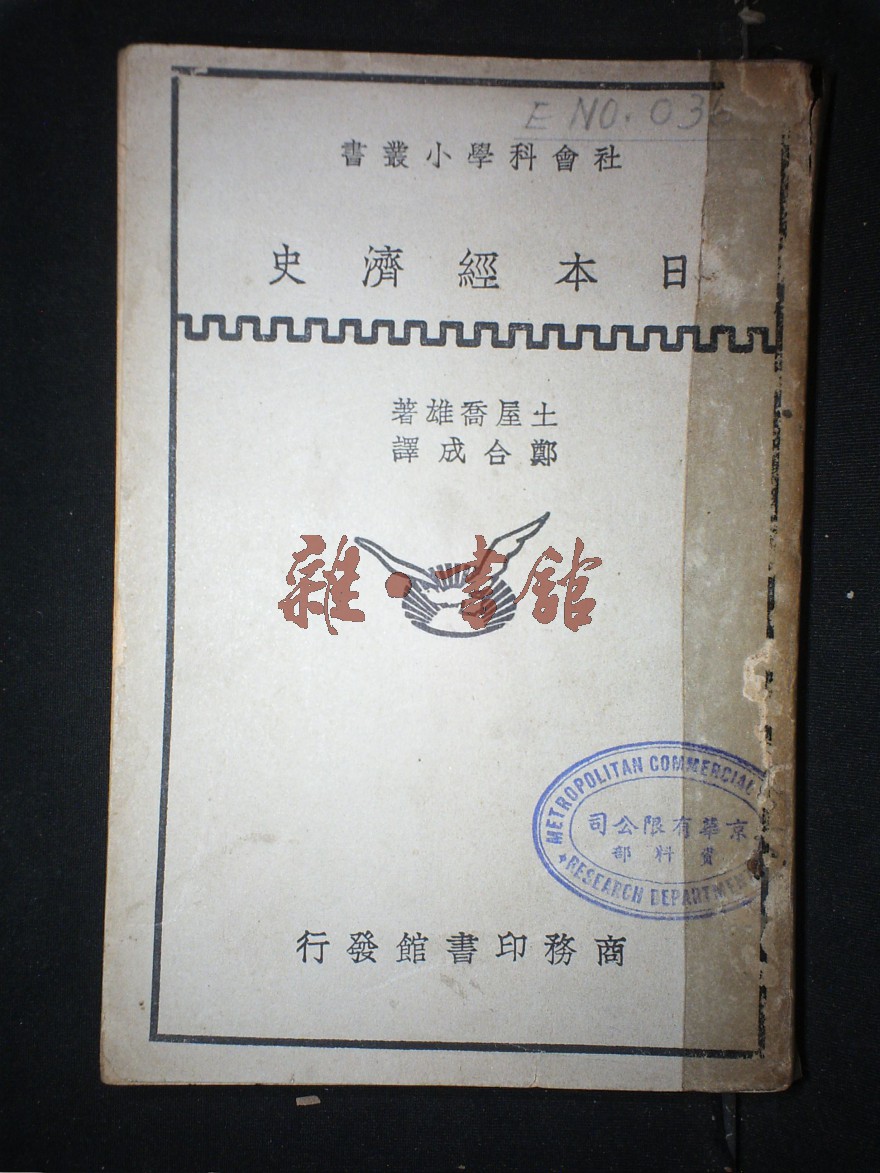 E NO. 036
社會科學小叢書
日本經濟史
土屋喬雄著
鄭合成譯
雜·書館
METROPOLITAN COMMERCIAL
京華有限公司
資料部
RESEARCH DEPARTMENT
商務印書館發行